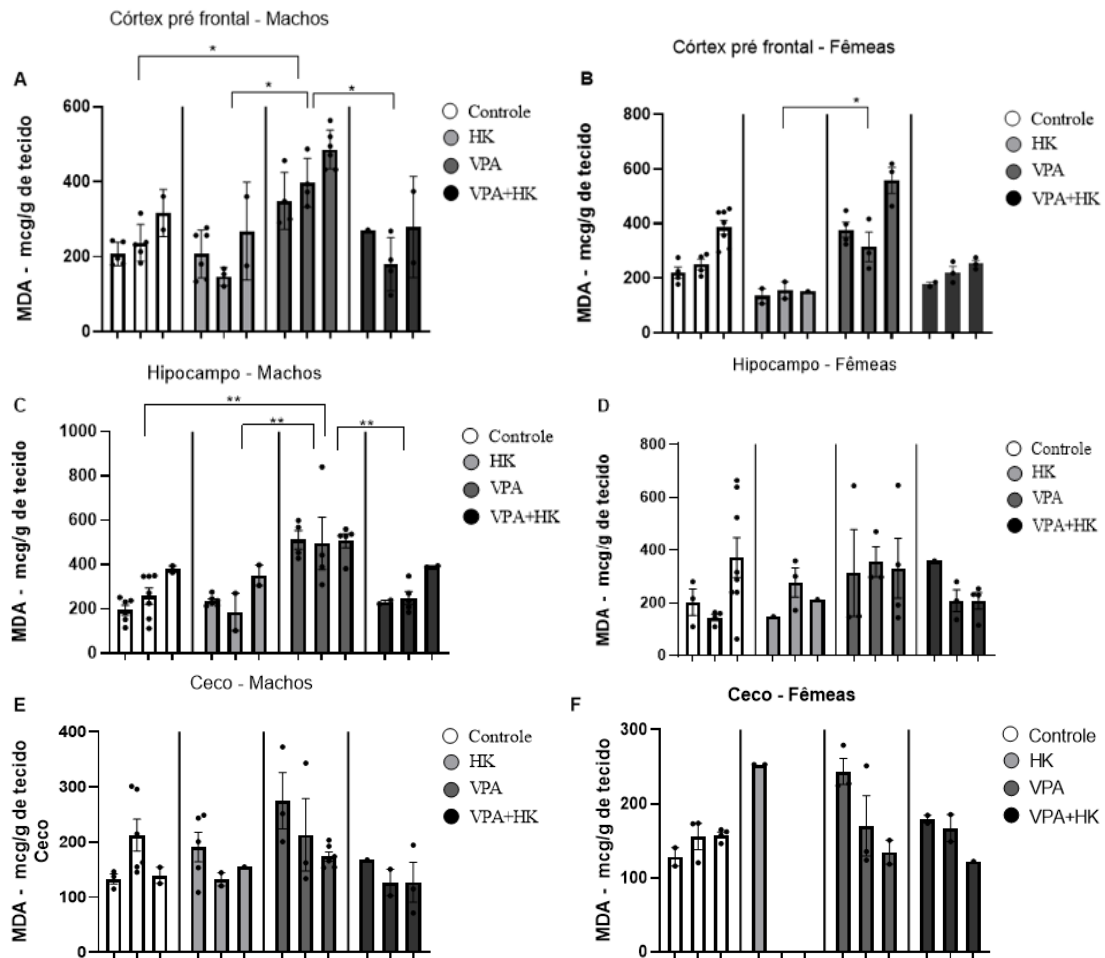 Córtex pré frontal - Machos
A
MDA - mcg/g de tecido
600
400
200
0
*
*
*
Controle
HK
VPA
VPA+HK
Córtex pré frontal - Fêmeas
B
MDA - mcg/g de tecido
800
600
400
200
0
*
Controle
HK
VPA
VPA+HK
Hipocampo - Machos
C
MDA - mcg/g de tecido
1000
800
600
400
200
0
**
**
**
Controle
HK
VPA
VPA+HK
Hipocampo - Fêmeas
D
MDA - mcg/g de tecido
800
600
400
200
0
Controle
HK
VPA
VPA+HK
Ceco - Machos
E
MDA - mcg/g de tecido
Ceco
400
300
200
100
0
Controle
HK
VPA
VPA+HK
Ceco - Fêmeas
F
MDA - mcg/g de tecido
300
200
100
0
Controle
HK
VPA
VPA+HK